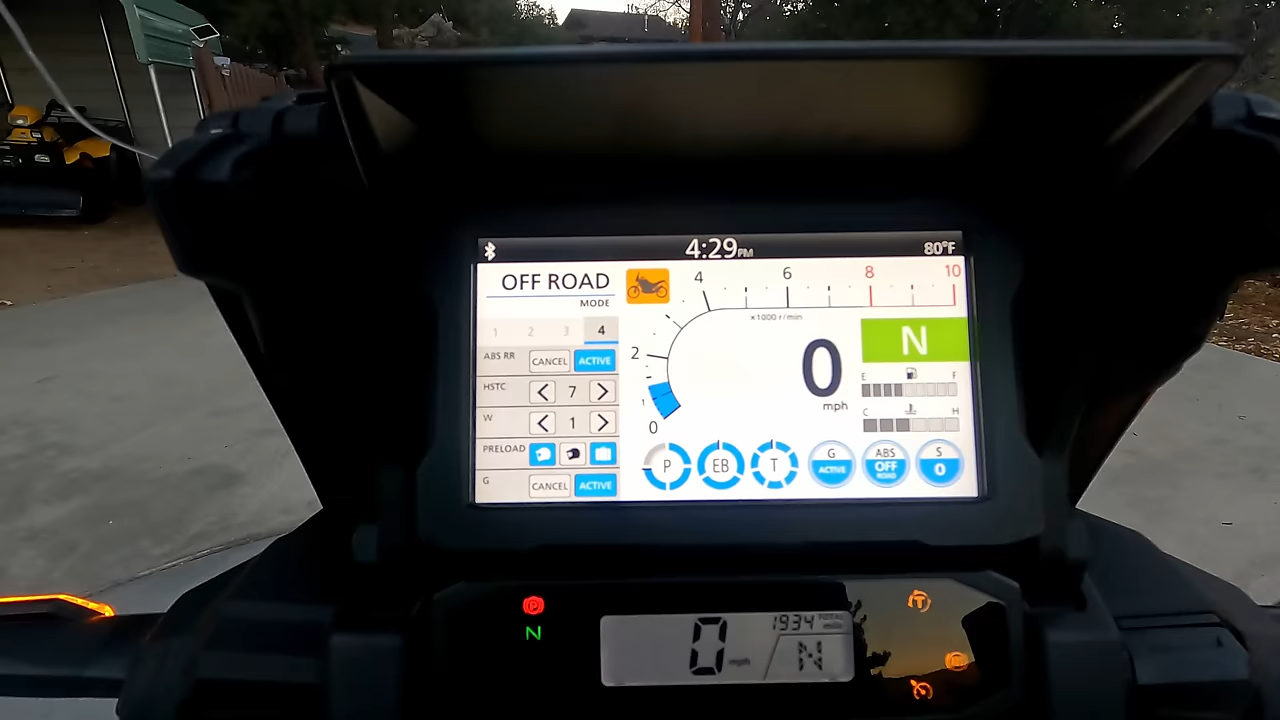 4:29PM
80°F
OFF ROAD
MODE
1 2 3 4
ABS RR CANCEL ACTIVE
HSTC < 7 >
W < 1 >
PRELOAD
G CANCEL ACTIVE
0 1 2 4 6 8 10
x1000 r/min
0
mph
N
E F
C H
P
EB
T
G
ACTIVE
ABS
OFF
ROAD
S
0
P
N
0 mph
1934 TOTAL
mile
N
T